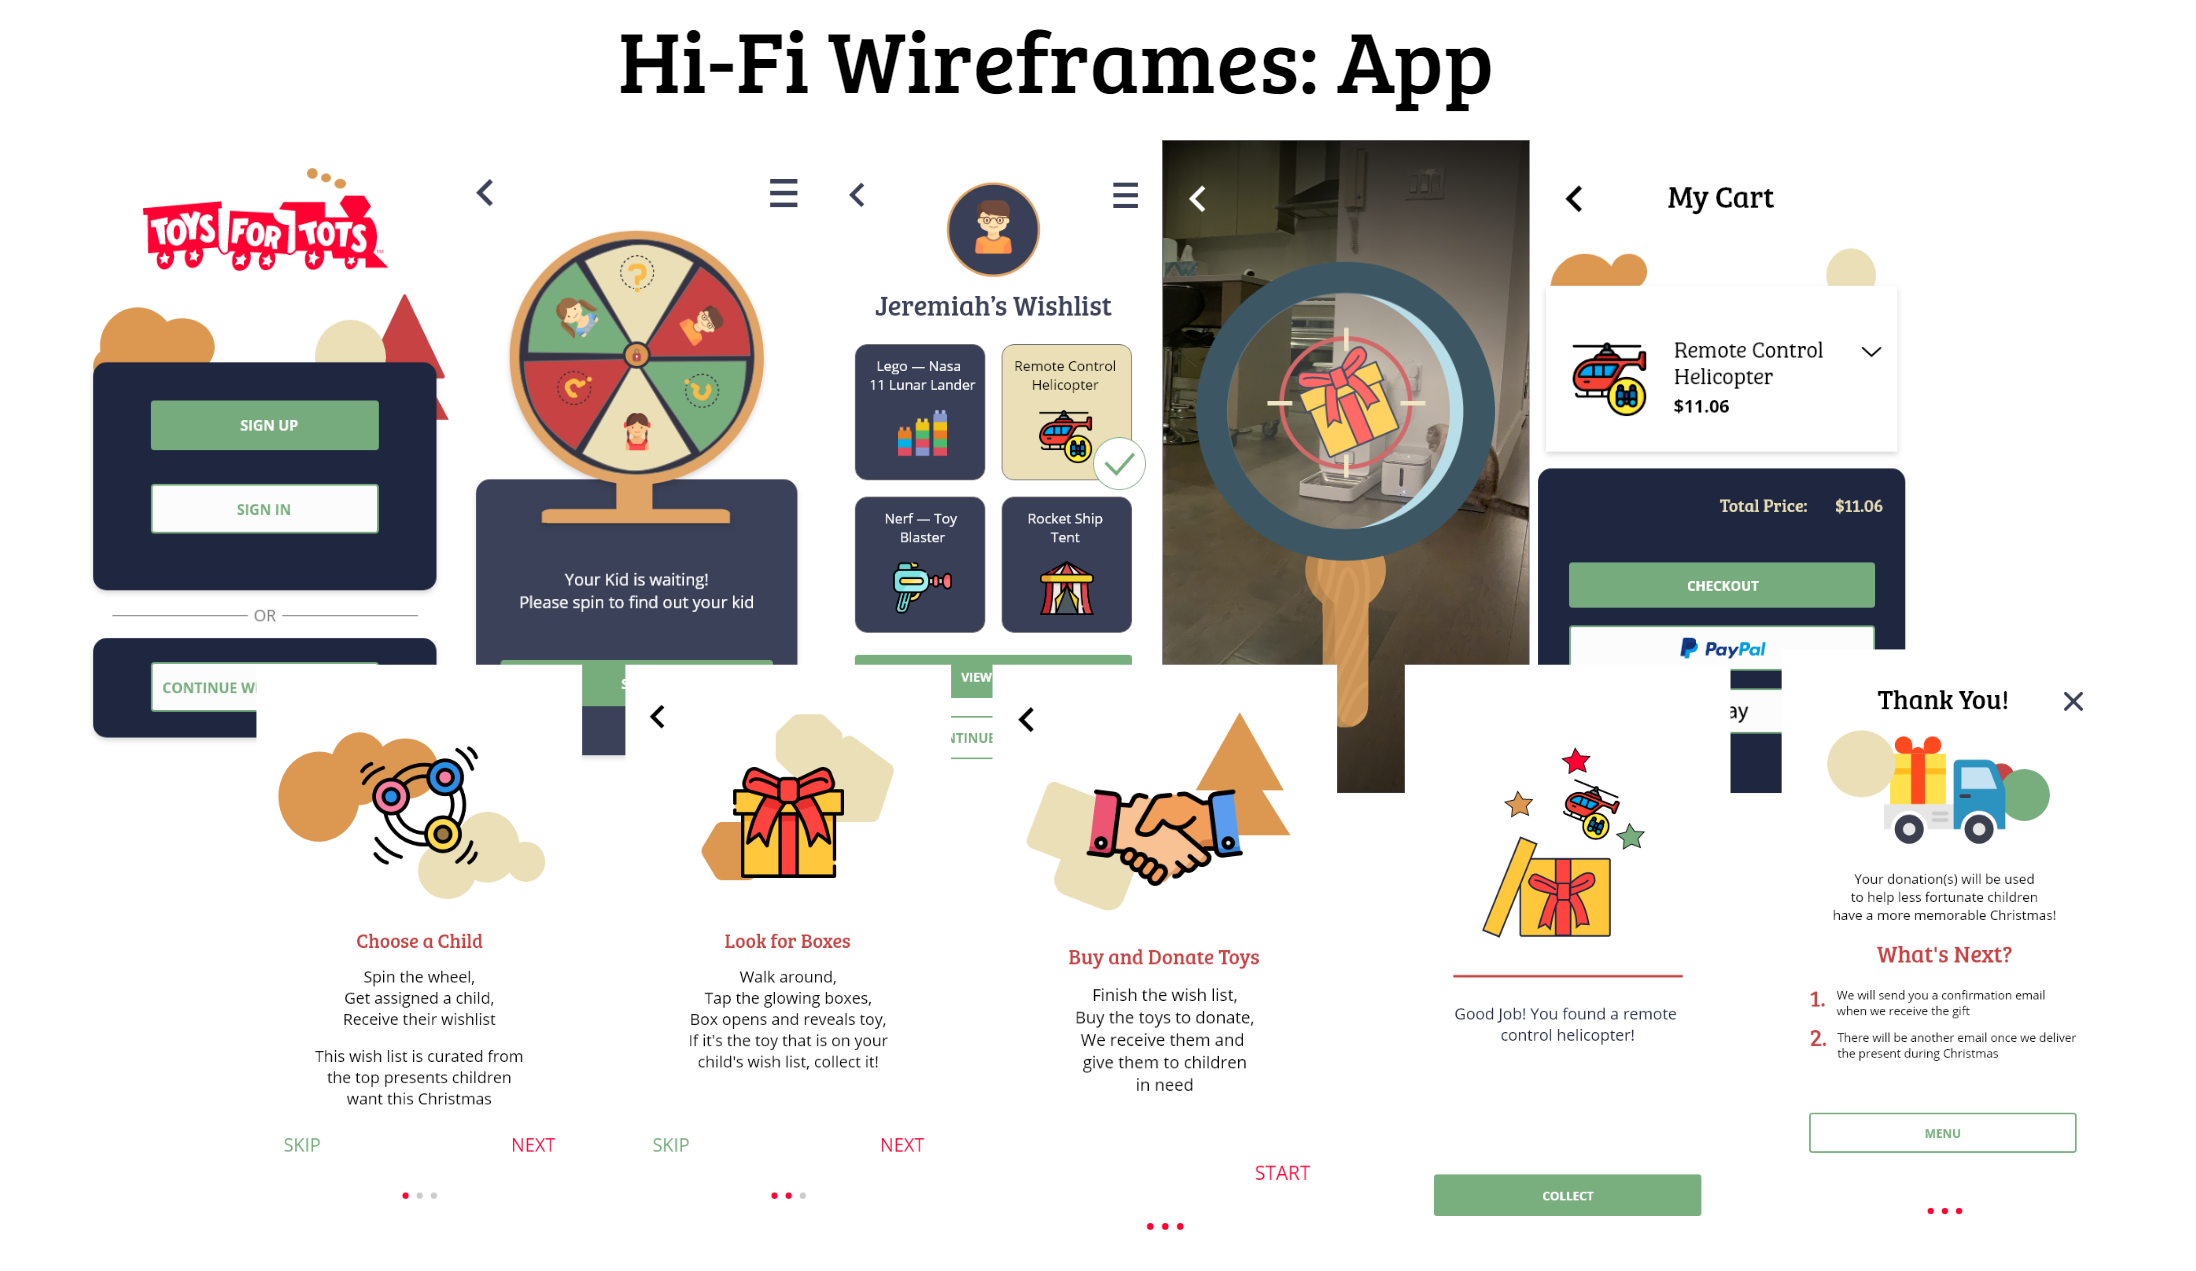 Hi-Fi Wireframes: App
TOYS FOR TOTS
SIGN UP
SIGN IN
OR
CONTINUE W
Your Kid is waiting!
Please spin to find out your kid
S
Jeremiah's Wishlist
Lego — Nasa
11 Lunar Lander
Remote Control
Helicopter
Nerf — Toy
Blaster
Rocket Ship
Tent
VIEW
NTINUE
My Cart
Remote Control
Helicopter
$11.06
Total Price: $11.06
CHECKOUT
PayPal
ay
Choose a Child
Spin the wheel,
Get assigned a child,
Receive their wishlist
This wish list is curated from
the top presents children
want this Christmas
SKIP NEXT
Look for Boxes
Walk around,
Tap the glowing boxes,
Box opens and reveals toy,
If it's the toy that is on your
child's wish list, collect it!
SKIP NEXT
Buy and Donate Toys
Finish the wish list,
Buy the toys to donate,
We receive them and
give them to children
in need
START
Good Job! You found a remote
control helicopter!
COLLECT
Thank You!
Your donation(s) will be used
to help less fortunate children
have a more memorable Christmas!
What's Next?
1. We will send you a confirmation email
when we receive the gift
2. There will be another email once we deliver
the present during Christmas
MENU